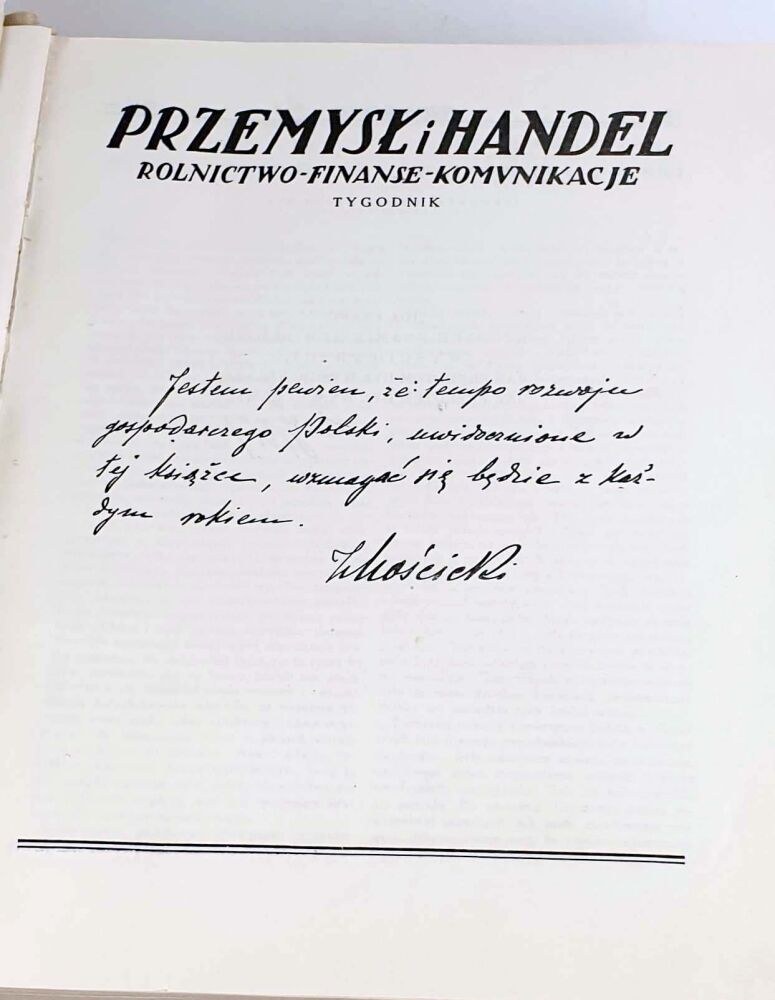 PRZEMYSŁ i HANDEL
ROLNICTWO-FINANSE-KOMVNIKACJE
TYGODNIK
Jestem pewien, że tempo rozwoju
gospodarczego Polski, uwidocznione w
tej książce, wzmagać się będzie z każ-
dym rokiem.
IMościcki